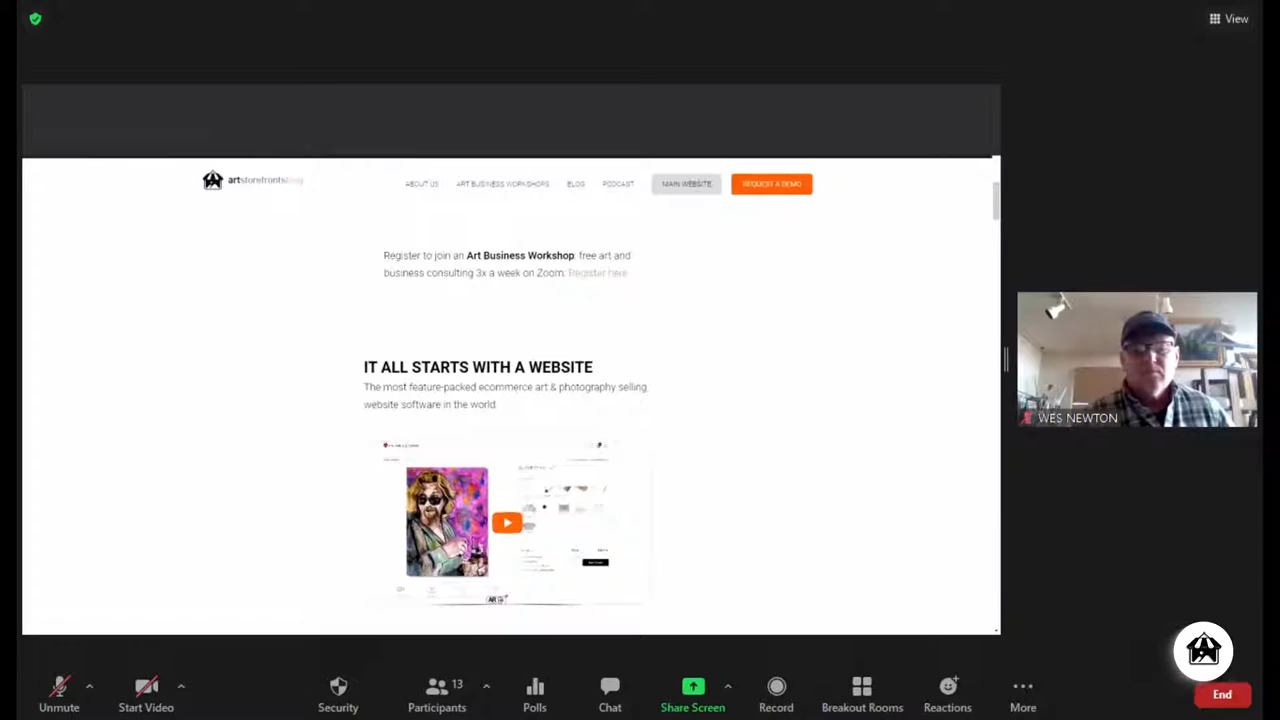 View
artstorefrontsblog
ABOUT US
ART BUSINESS WORKSHOPS
BLOG
PODCAST
MAIN WEBSITE
REQUEST A DEMO
Register to join an Art Business Workshop: free art and
business consulting 3x a week on Zoom: Register here
IT ALL STARTS WITH A WEBSITE
The most feature-packed ecommerce art & photography selling
website software in the world.
WES NEWTON
Unmute
Start Video
Security
Participants
13
Polls
Chat
Share Screen
Record
Breakout Rooms
Reactions
More
End